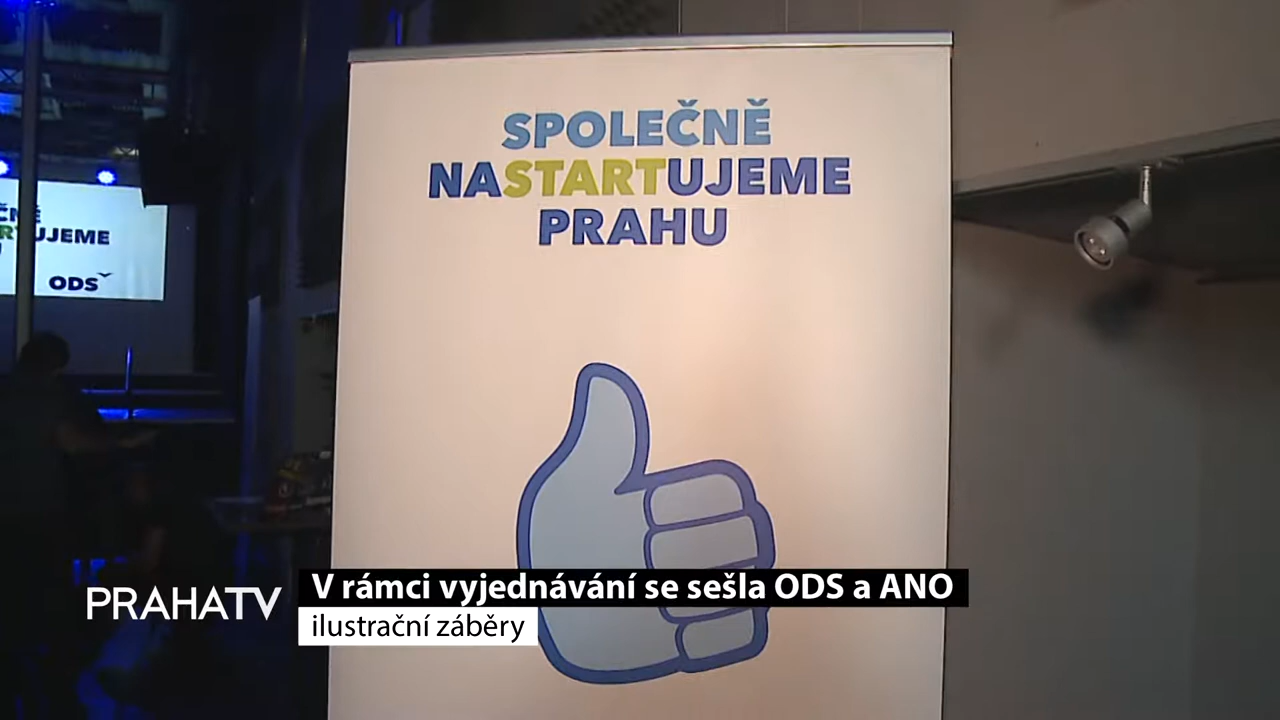 SPOLEČNĚ
NASTARTUJEME
PRAHU
UJEME
ODS
PRAHATV
V rámci vyjednávání se sešla ODS a ANO
ilustrační záběry